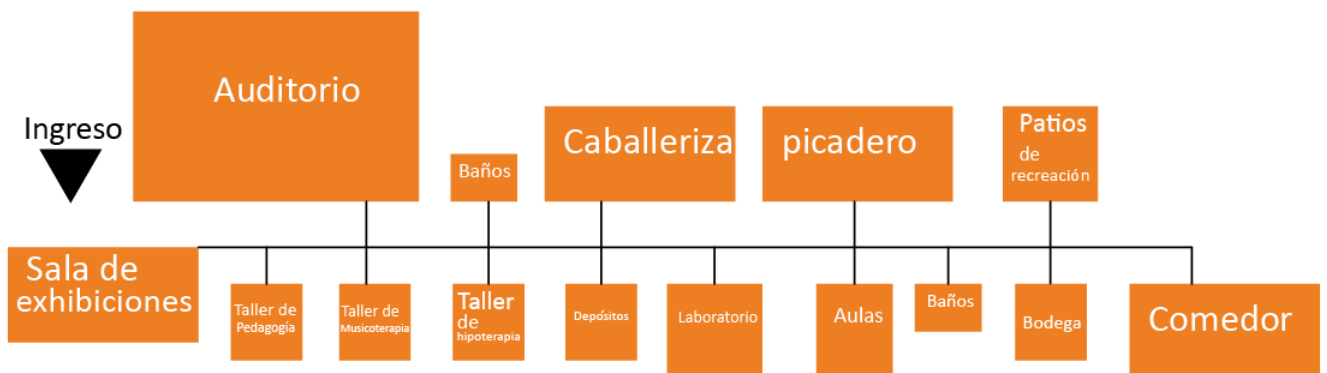 Auditorio
Ingreso
Caballeriza
picadero
Patios
de
recreación
Baños
Sala de
exhibiciones
Taller de
Pedagogía
Taller de
Musicoterapia
Taller
de
hipoterapia
Depósitos
Laboratorio
Aulas
Baños
Bodega
Comedor